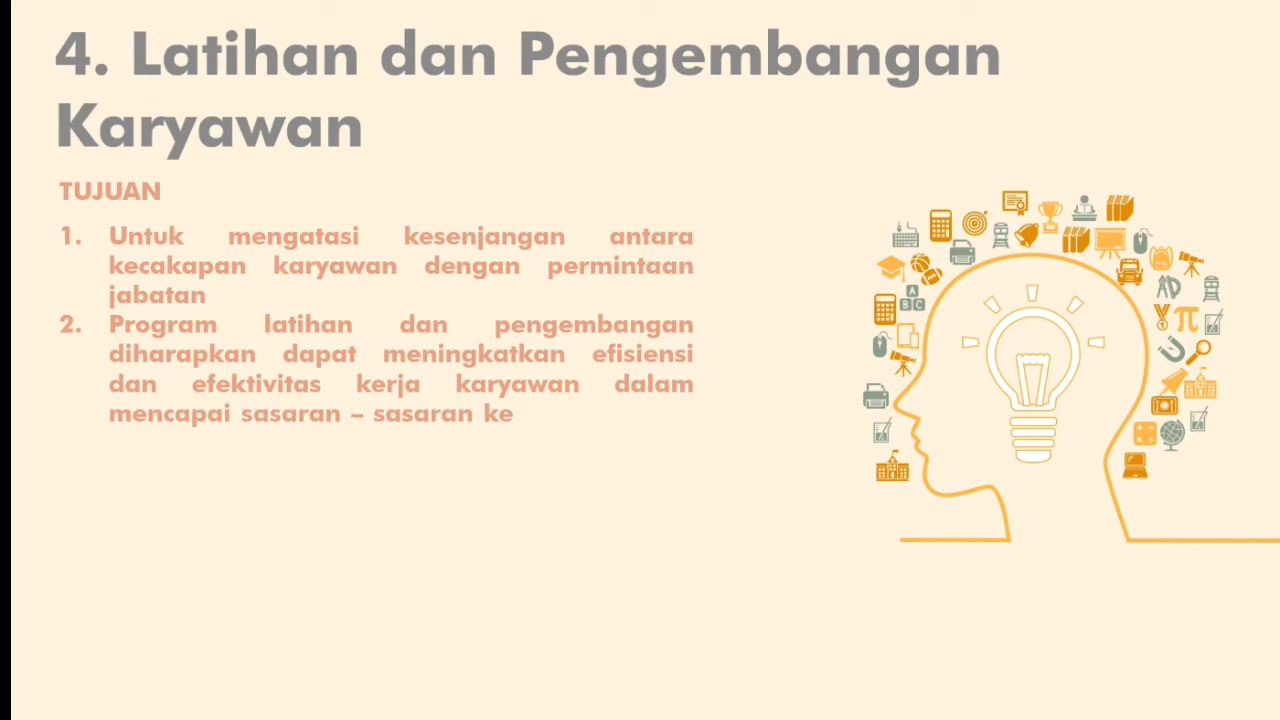 4. Latihan dan Pengembangan
Karyawan
TUJUAN
1. Untuk mengatasi kesenjangan antara
kecakapan karyawan dengan permintaan
jabatan
2. Program latihan dan pengembangan
diharapkan dapat meningkatkan efisiensi
dan efektivitas kerja karyawan dalam
mencapai sasaran – sasaran ke
A
B C
π
1